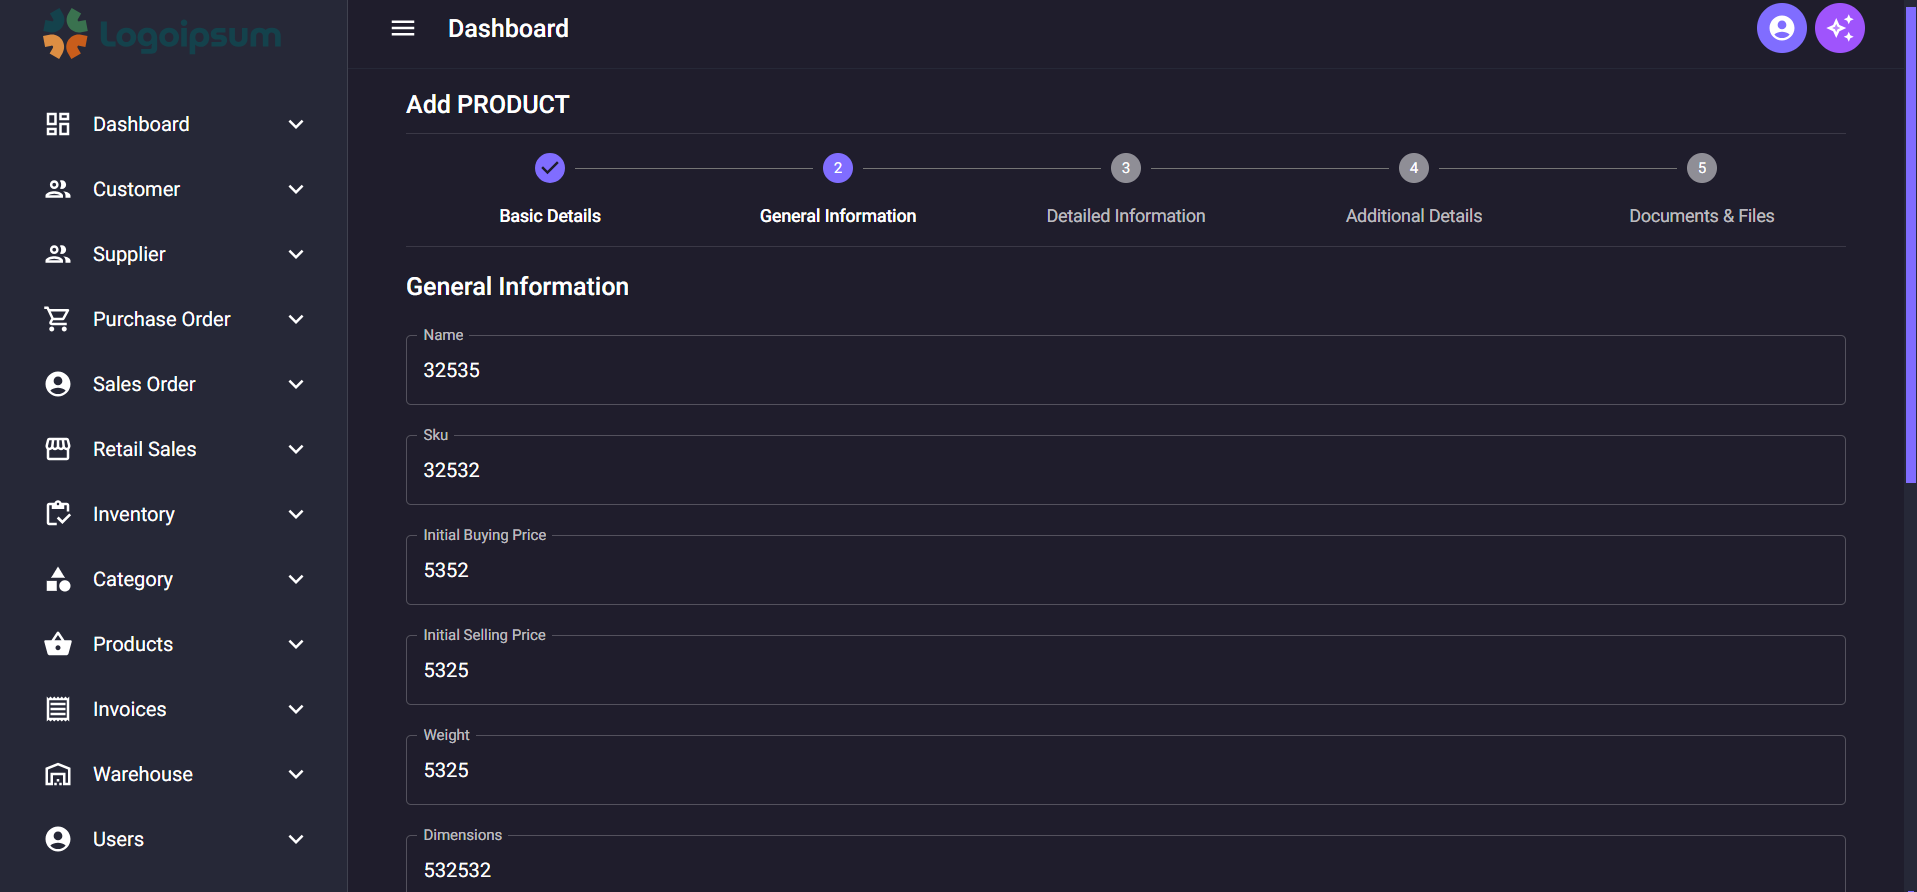 Logoipsum
Dashboard
Customer
Supplier
Purchase Order
Sales Order
Retail Sales
Inventory
Category
Products
Invoices
Warehouse
Users
Dashboard
Add PRODUCT
2
3
4
5
Basic Details
General Information
Detailed Information
Additional Details
Documents & Files
General Information
Name
32535
Sku
32532
Initial Buying Price
5352
Initial Selling Price
5325
Weight
5325
Dimensions
532532